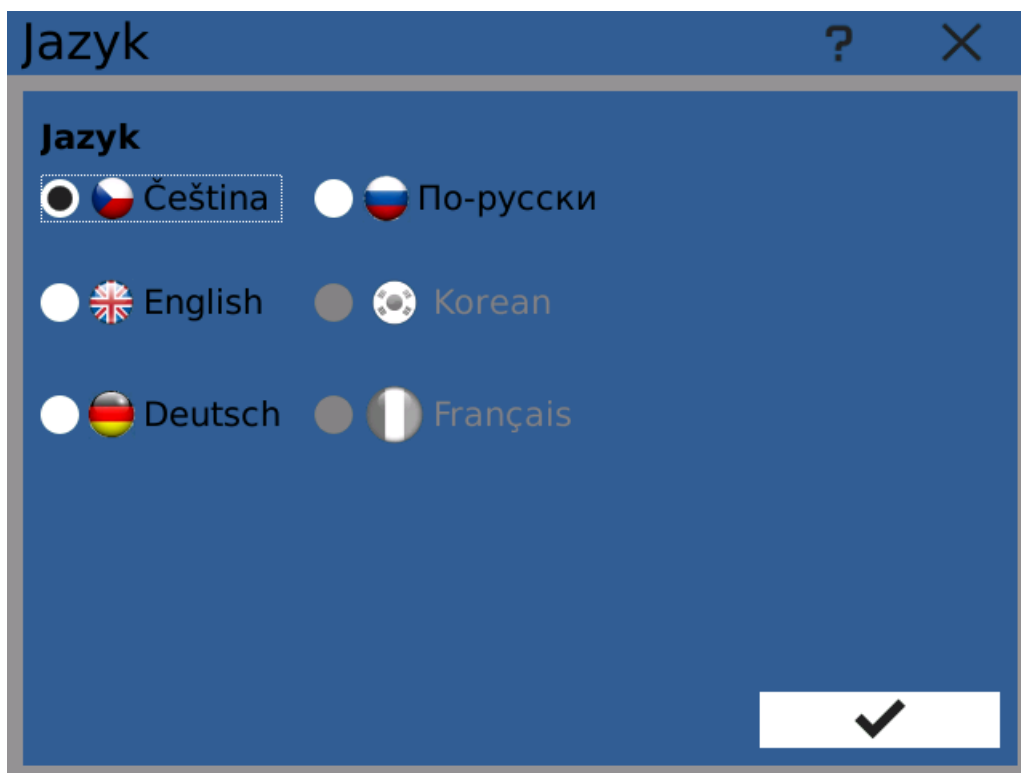 Jazyk ?
Jazyk
Čeština По-русски
English Korean
Deutsch Français